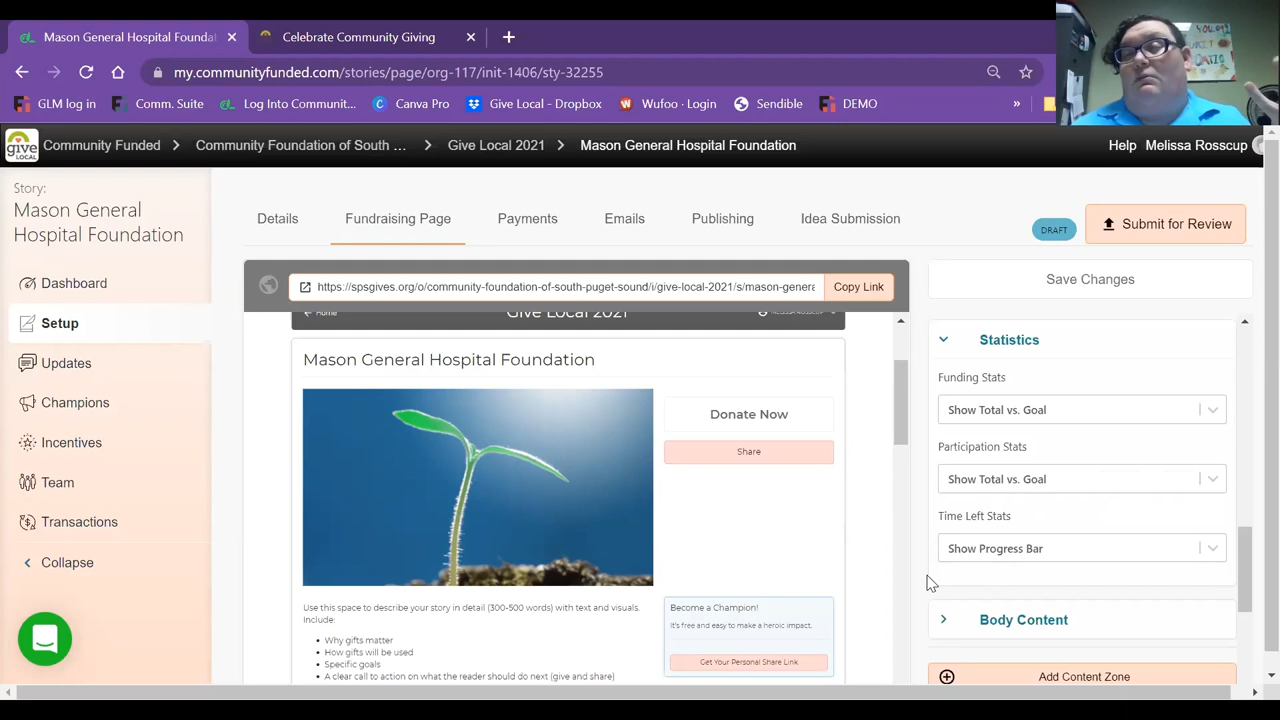 Mason General Hospital Founda
Celebrate Community Giving
my.communityfunded.com/stories/page/org-117/init-1406/sty-32255
GLM log in
Comm. Suite
Log Into Communit...
Canva Pro
Give Local - Dropbox
Wufoo · Login
Sendible
DEMO
»
give
local
Community Funded
Community Foundation of South ...
Give Local 2021
Mason General Hospital Foundation
Help
Melissa Rosscup
Story:
Mason General
Hospital Foundation
Dashboard
Setup
Updates
Champions
Incentives
Team
Transactions
Collapse
Details
Fundraising Page
Payments
Emails
Publishing
Idea Submission
DRAFT
Submit for Review
https://spsgives.org/o/community-foundation-of-south-puget-sound/i/give-local-2021/s/mason-genera
Copy Link
Home
Give Local 2021
MELISSA ROSSCUP
Mason General Hospital Foundation
Donate Now
Share
Use this space to describe your story in detail (300-500 words) with text and visuals.
Include:
• Why gifts matter
• How gifts will be used
• Specific goals
• A clear call to action on what the reader should do next (give and share)
Become a Champion!
It's free and easy to make a heroic impact.
Get Your Personal Share Link
Save Changes
Statistics
Funding Stats
Show Total vs. Goal
Participation Stats
Show Total vs. Goal
Time Left Stats
Show Progress Bar
Body Content
Add Content Zone